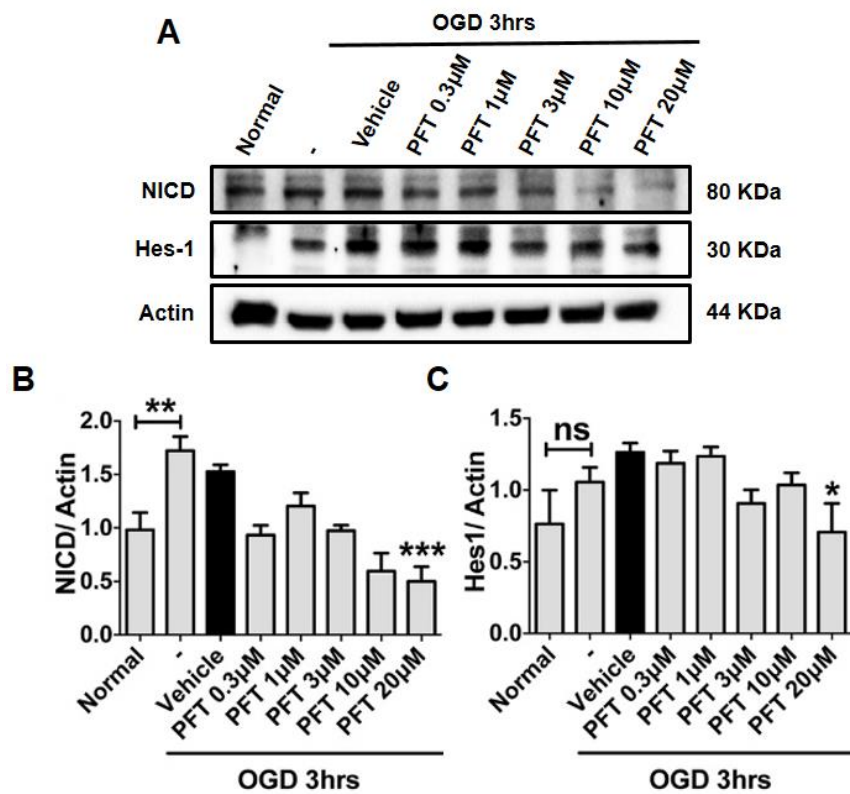 A
OGD 3hrs
Normal
-
Vehicle
PFT 0.3μM
PFT 1μM
PFT 3μM
PFT 10μM
PFT 20μM
NICD
80 KDa
Hes-1
30 KDa
Actin
44 KDa
B
NICD/ Actin
2.0
1.5
1.0
0.5
0.0
**
***
Normal
-
Vehicle
PFT 0.3μM
PFT 1μM
PFT 3μM
PFT 10μM
PFT 20μM
OGD 3hrs
C
Hes1/ Actin
1.5
1.0
0.5
0.0
ns
*
Normal
-
Vehicle
PFT 0.3μM
PFT 1μM
PFT 3μM
PFT 10μM
PFT 20μM
OGD 3hrs